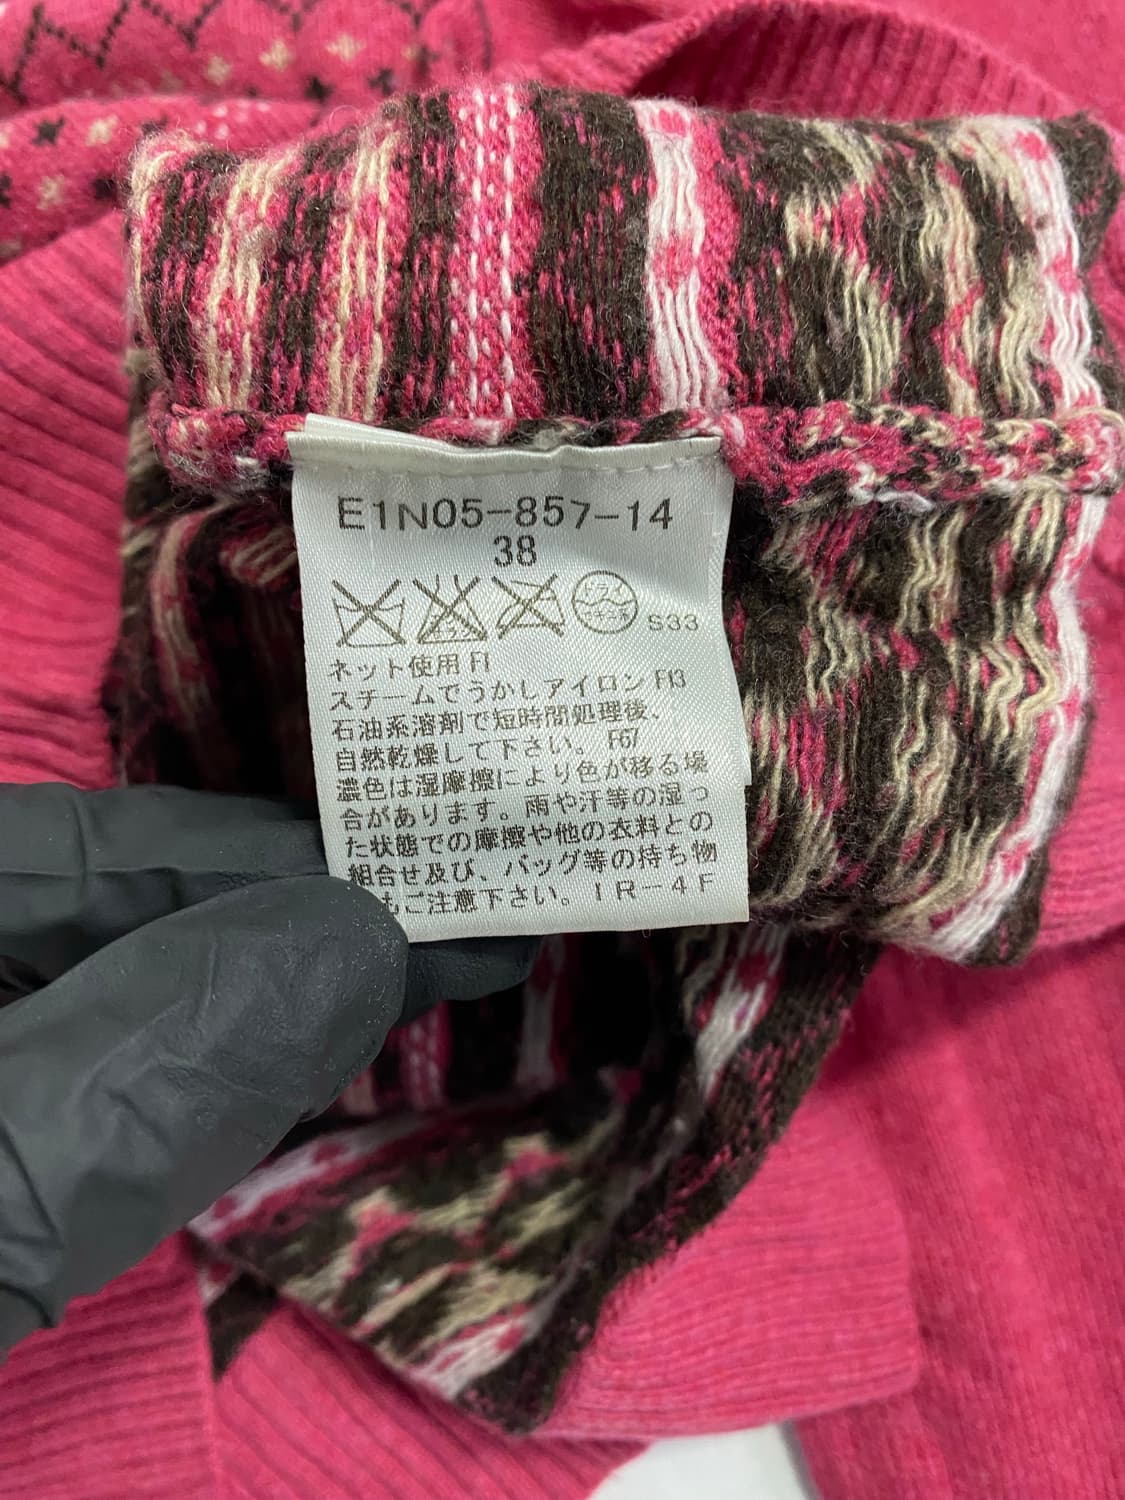 E1N05-857-14
38
ドライ S33
ネット使用 F1
スチームでうかしアイロン F13
石油系溶剤で短時間処理後、
自然乾燥して下さい。 F67
濃色は湿摩擦により色が移る場
合があります。雨や汗等の湿っ
た状態での摩擦や他の衣料との
組合せ及び、バッグ等の持ち物
もご注意下さい。 IR-4F